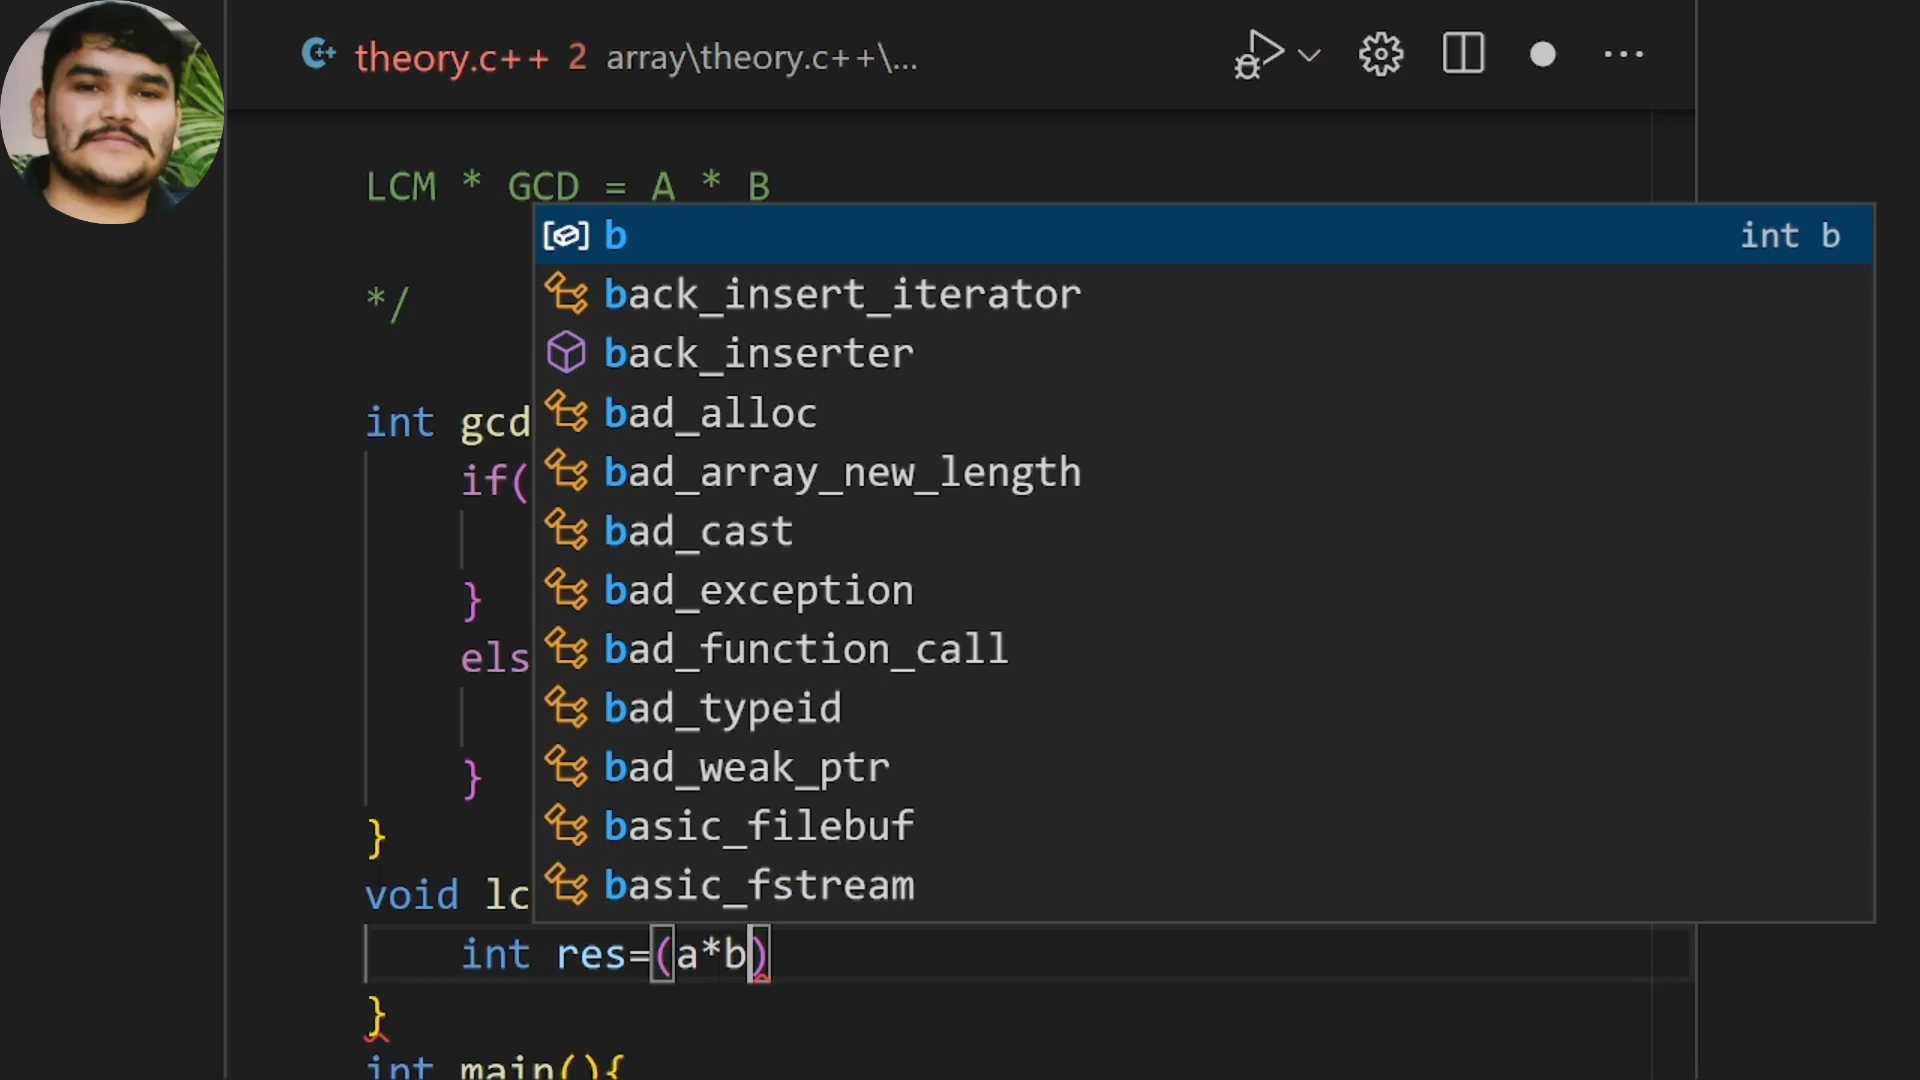 theory.c++ 2 array\theory.c++\...
LCM * GCD = A * B
b int b
*/ back_insert_iterator
back_inserter
int gcd bad_alloc
if( bad_array_new_length
bad_cast
} bad_exception
els bad_function_call
bad_typeid
} bad_weak_ptr
} basic_filebuf
void lc basic_fstream
int res=(a*b)
}
int main(){